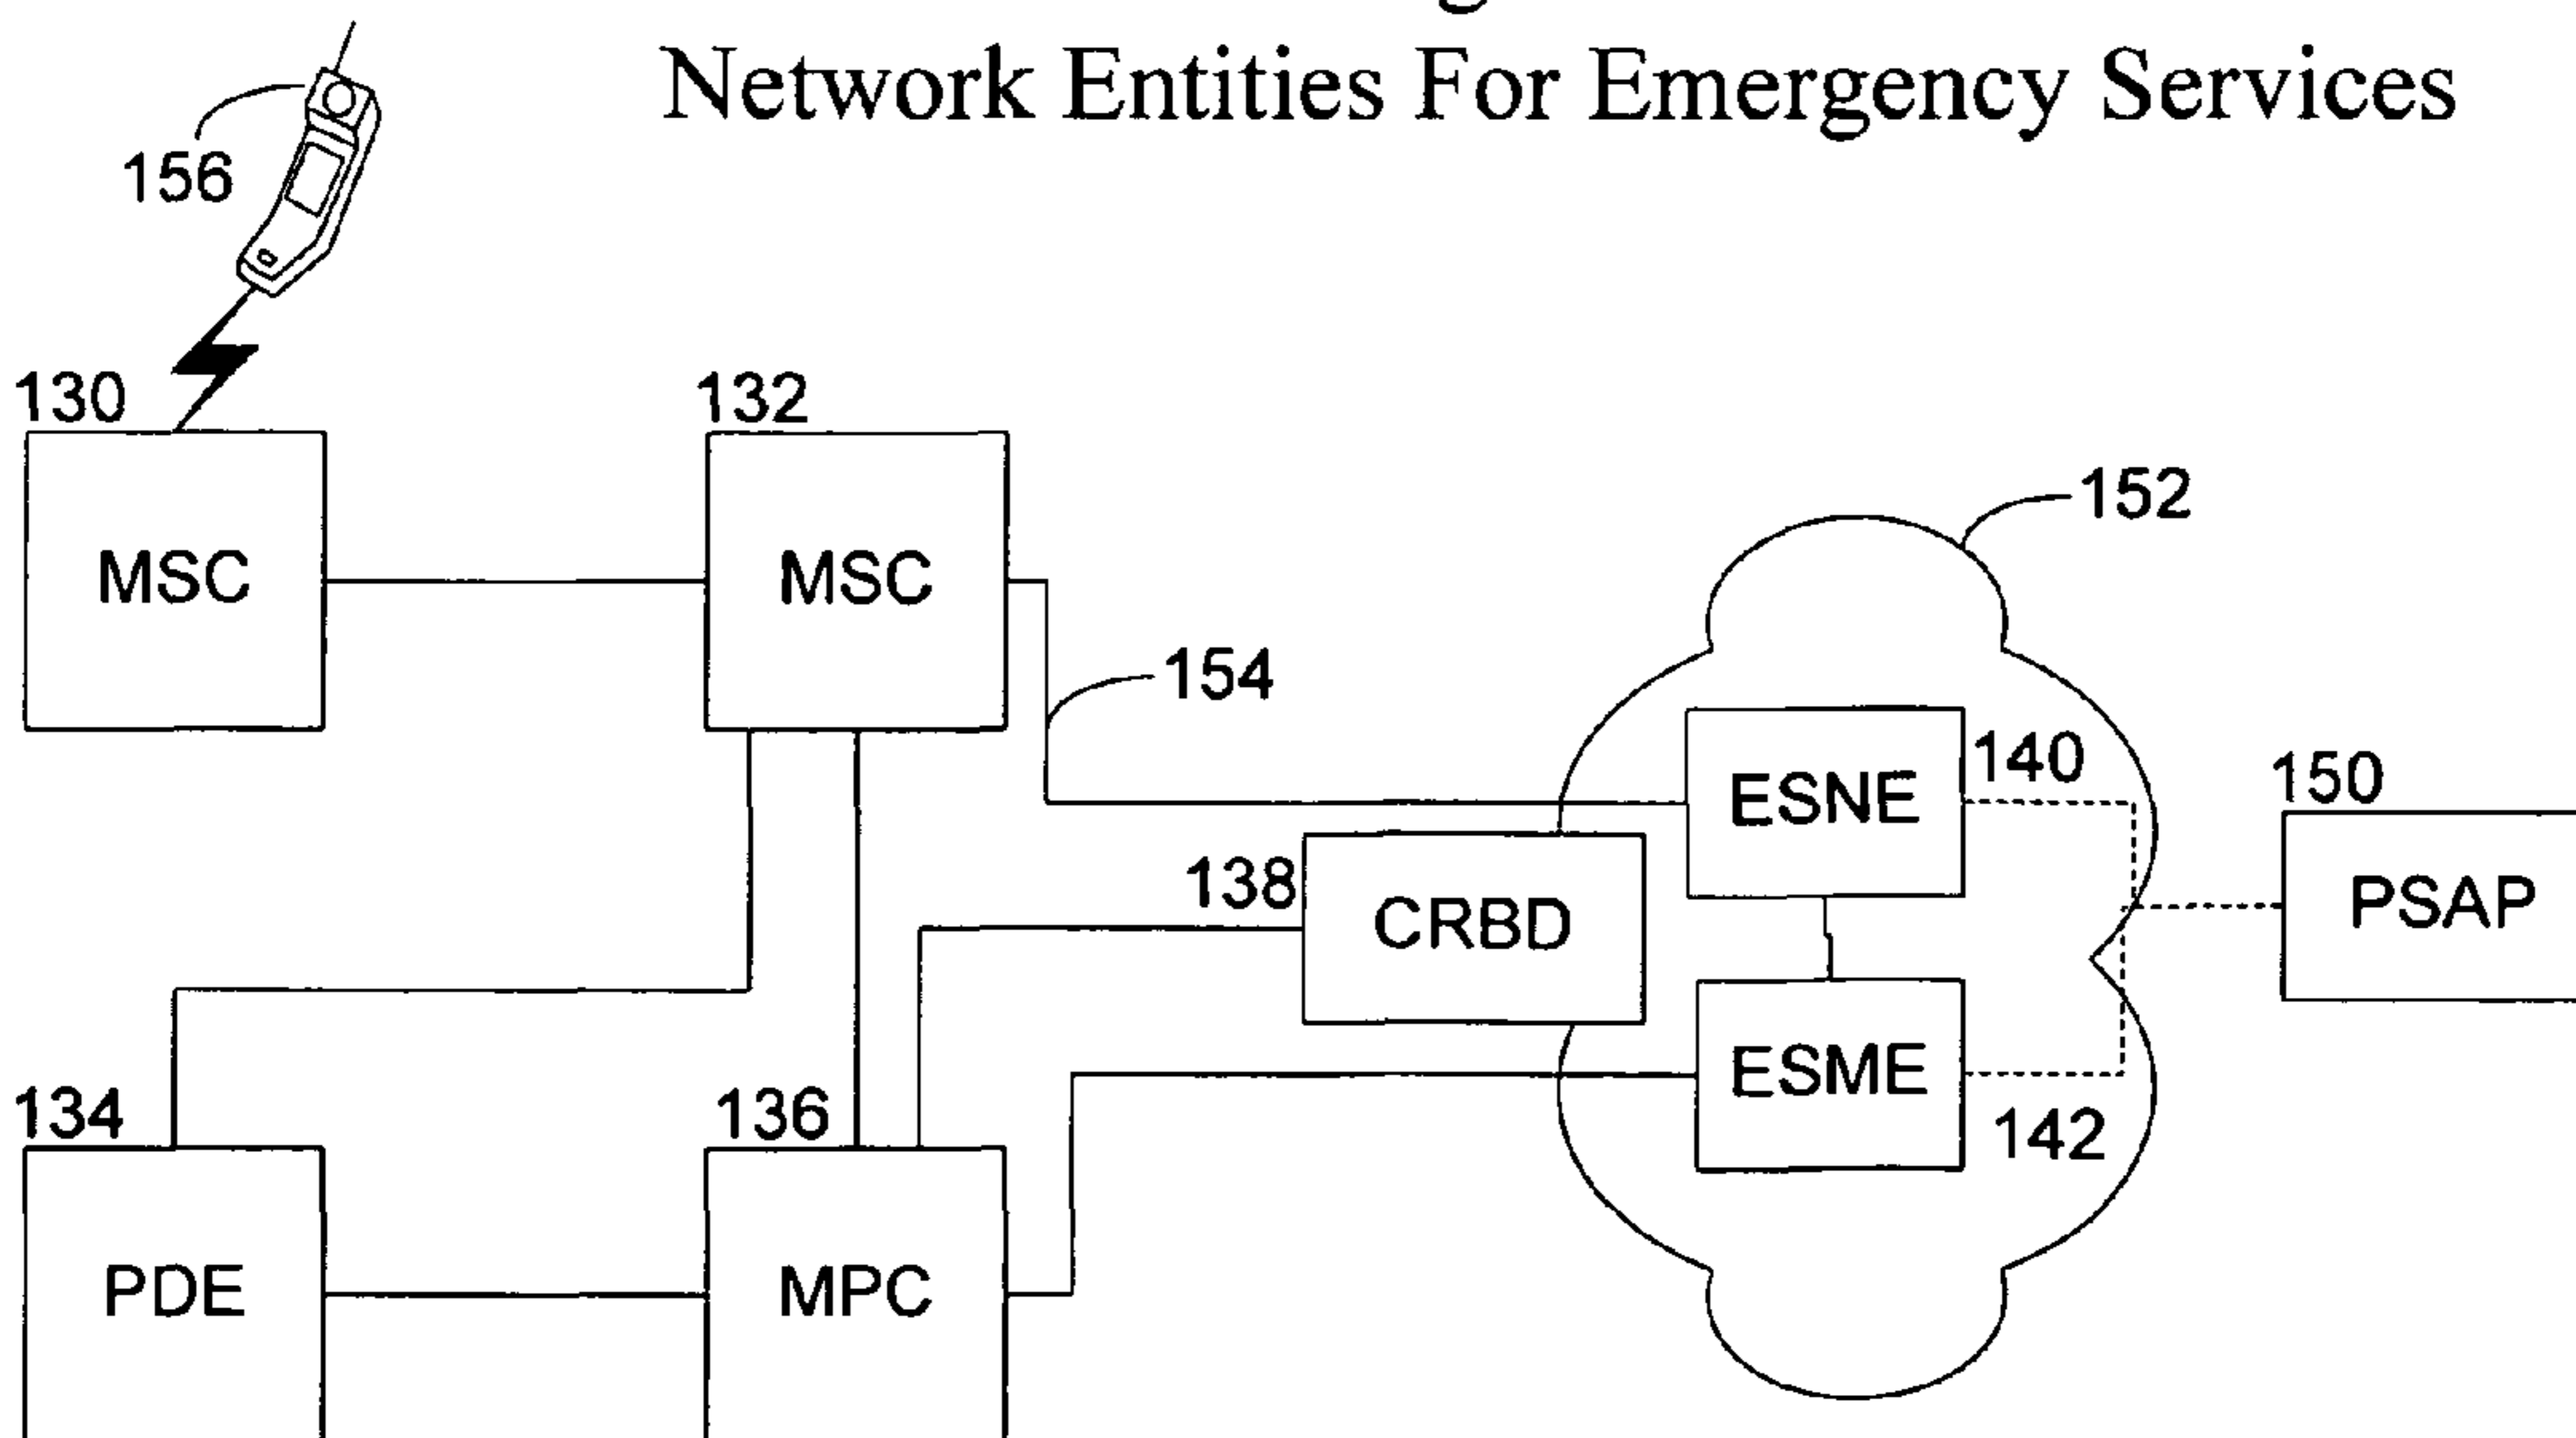 Network Entities For Emergency Services
156
130
132
MSC
MSC
152
154
ESNE
140
150
138
CRBD
PSAP
134
136
ESME
142
PDE
MPC